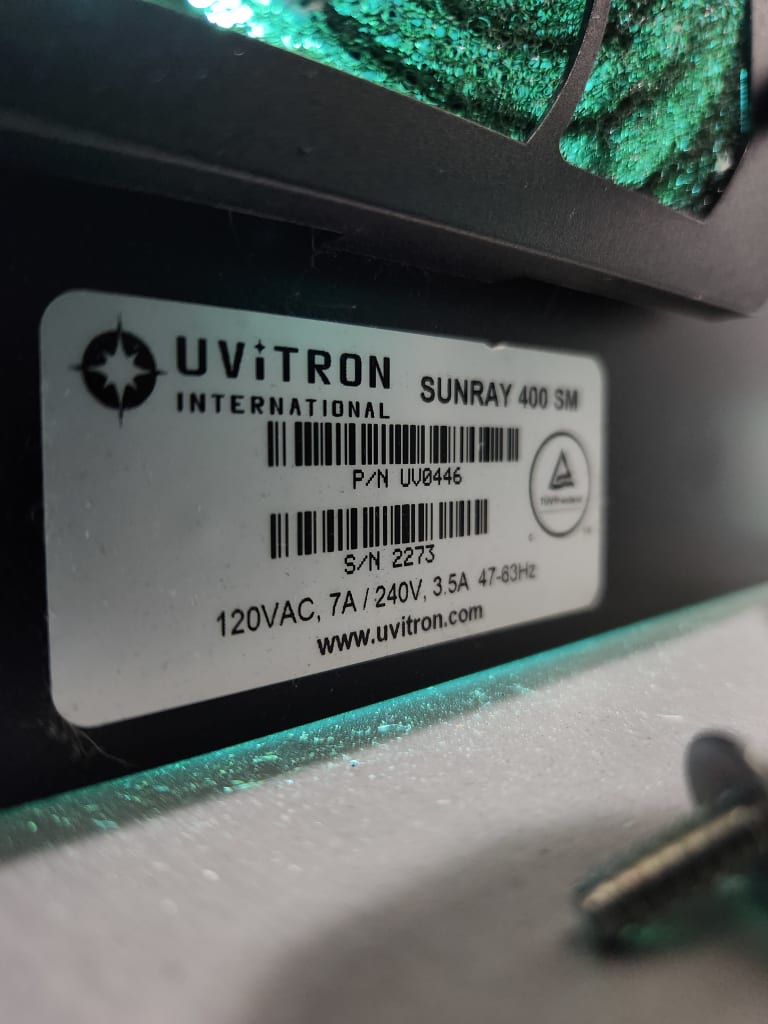 UViTRON
INTERNATIONAL
SUNRAY 400 SM
P/N UV0446
S/N 2273
120VAC, 7A / 240V, 3.5A 47-63Hz
www.uvitron.com